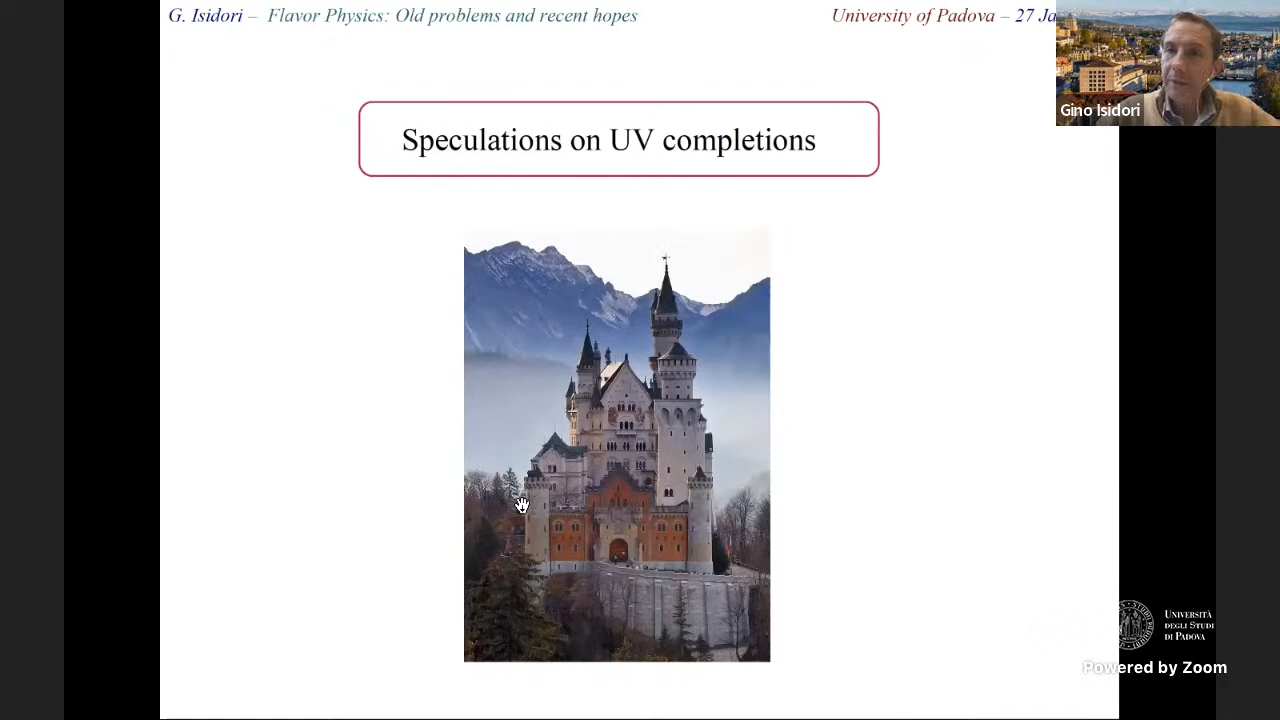 G. Isidori – Flavor Physics: Old problems and recent hopes
University of Padova – 27 Ja
Gino Isidori
Speculations on UV completions
UNIVERSITÀ
DEGLI STUDI
DI PADOVA
Powered by Zoom